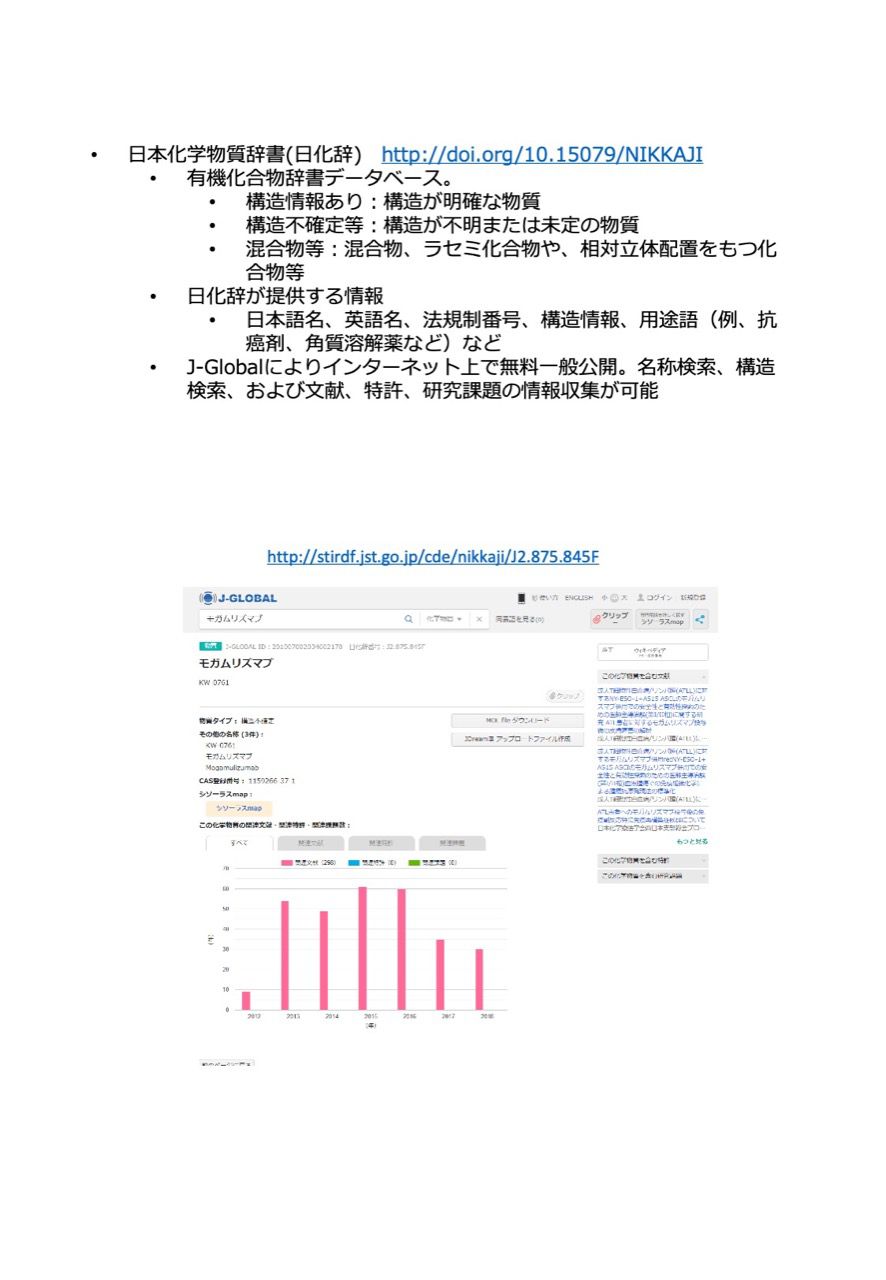 • 日本化学物質辞書(日化辞) http://doi.org/10.15079/NIKKAJI
• 有機化合物辞書データベース。
• 構造情報あり：構造が明確な物質
• 構造不確定等：構造が不明または未定の物質
• 混合物等：混合物、ラセミ化合物や、相対立体配置をもつ化
合物等
• 日化辞が提供する情報
• 日本語名、英語名、法規制番号、構造情報、用途語（例、抗
癌剤、角質溶解薬など）など
• J-Globalによりインターネット上で無料一般公開。名称検索、構造
検索、および文献、特許、研究課題の情報収集が可能
http://stirdf.jst.go.jp/cde/nikkaji/J2.875.845F
J-GLOBAL
使い方 ENGLISH 小 大 ログイン 新規登録
モガムリズマブ 化学物質 × 同義語を見る(0) クリップ シソーラスmap
物質 J-GLOBAL ID： 日化辞番号：J2.875.845F
モガムリズマブ
KW-0761
クリップ
物質タイプ： 構造不確定
MOL file ダウンロード
その他の名称 (3件)：
KW-0761
モガムリズマブ
Mogamulizumab
JDreamⅢ アップロードファイル作成
CAS登録番号： 1159266-37-1
シソーラスmap：
シソーラスmap
この化学物質の関連文献・関連特許・関連課題数：
すべて 関連文献 関連特許 関連課題
関連文献 (298) 関連特許 (0) 関連課題 (0)
70
60
50
40
30
20
10
0
(件)
2012 2013 2014 2015 2016 2017 2018
(年)
前のページに戻る
ウィキペディア
この化学物質を含む文献
もっと見る
この化学物質を含む特許
この化学物質を含む研究課題